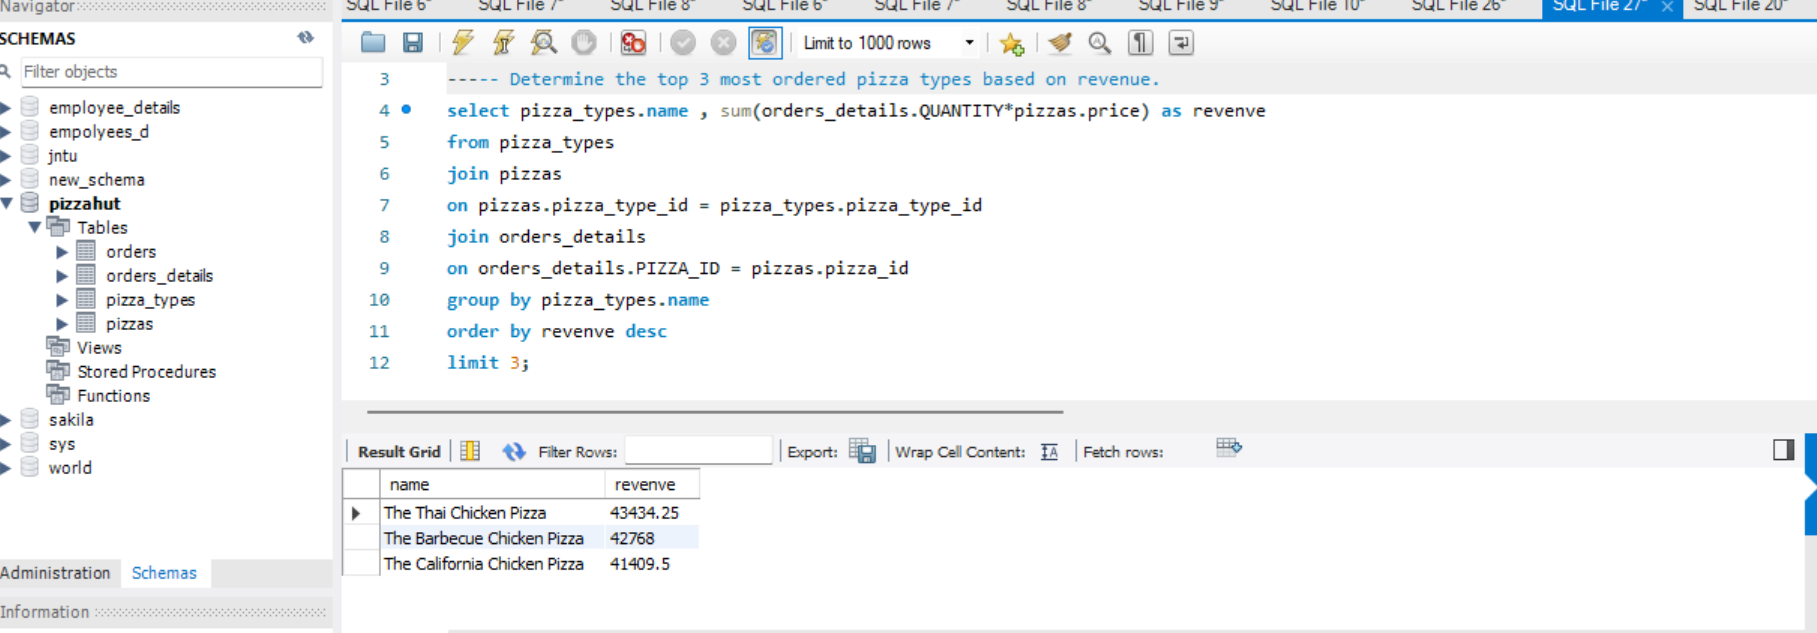 Navigator
SCHEMAS
Filter objects
employee_details
empolyees_d
jntu
new_schema
pizzahut
Tables
orders
orders_details
pizza_types
pizzas
Views
Stored Procedures
Functions
sakila
sys
world
Administration Schemas
Information
SQL File 6* SQL File 7* SQL File 8* SQL File 6* SQL File 7* SQL File 8* SQL File 9* SQL File 10* SQL File 26* SQL File 27* × SQL File 20*
Limit to 1000 rows
3 ----- Determine the top 3 most ordered pizza types based on revenue.
4 select pizza_types.name , sum(orders_details.QUANTITY*pizzas.price) as revenve
5 from pizza_types
6 join pizzas
7 on pizzas.pizza_type_id = pizza_types.pizza_type_id
8 join orders_details
9 on orders_details.PIZZA_ID = pizzas.pizza_id
10 group by pizza_types.name
11 order by revenve desc
12 limit 3;
Result Grid Filter Rows: Export: Wrap Cell Content: IA Fetch rows:
name revenve
The Thai Chicken Pizza 43434.25
The Barbecue Chicken Pizza 42768
The California Chicken Pizza 41409.5